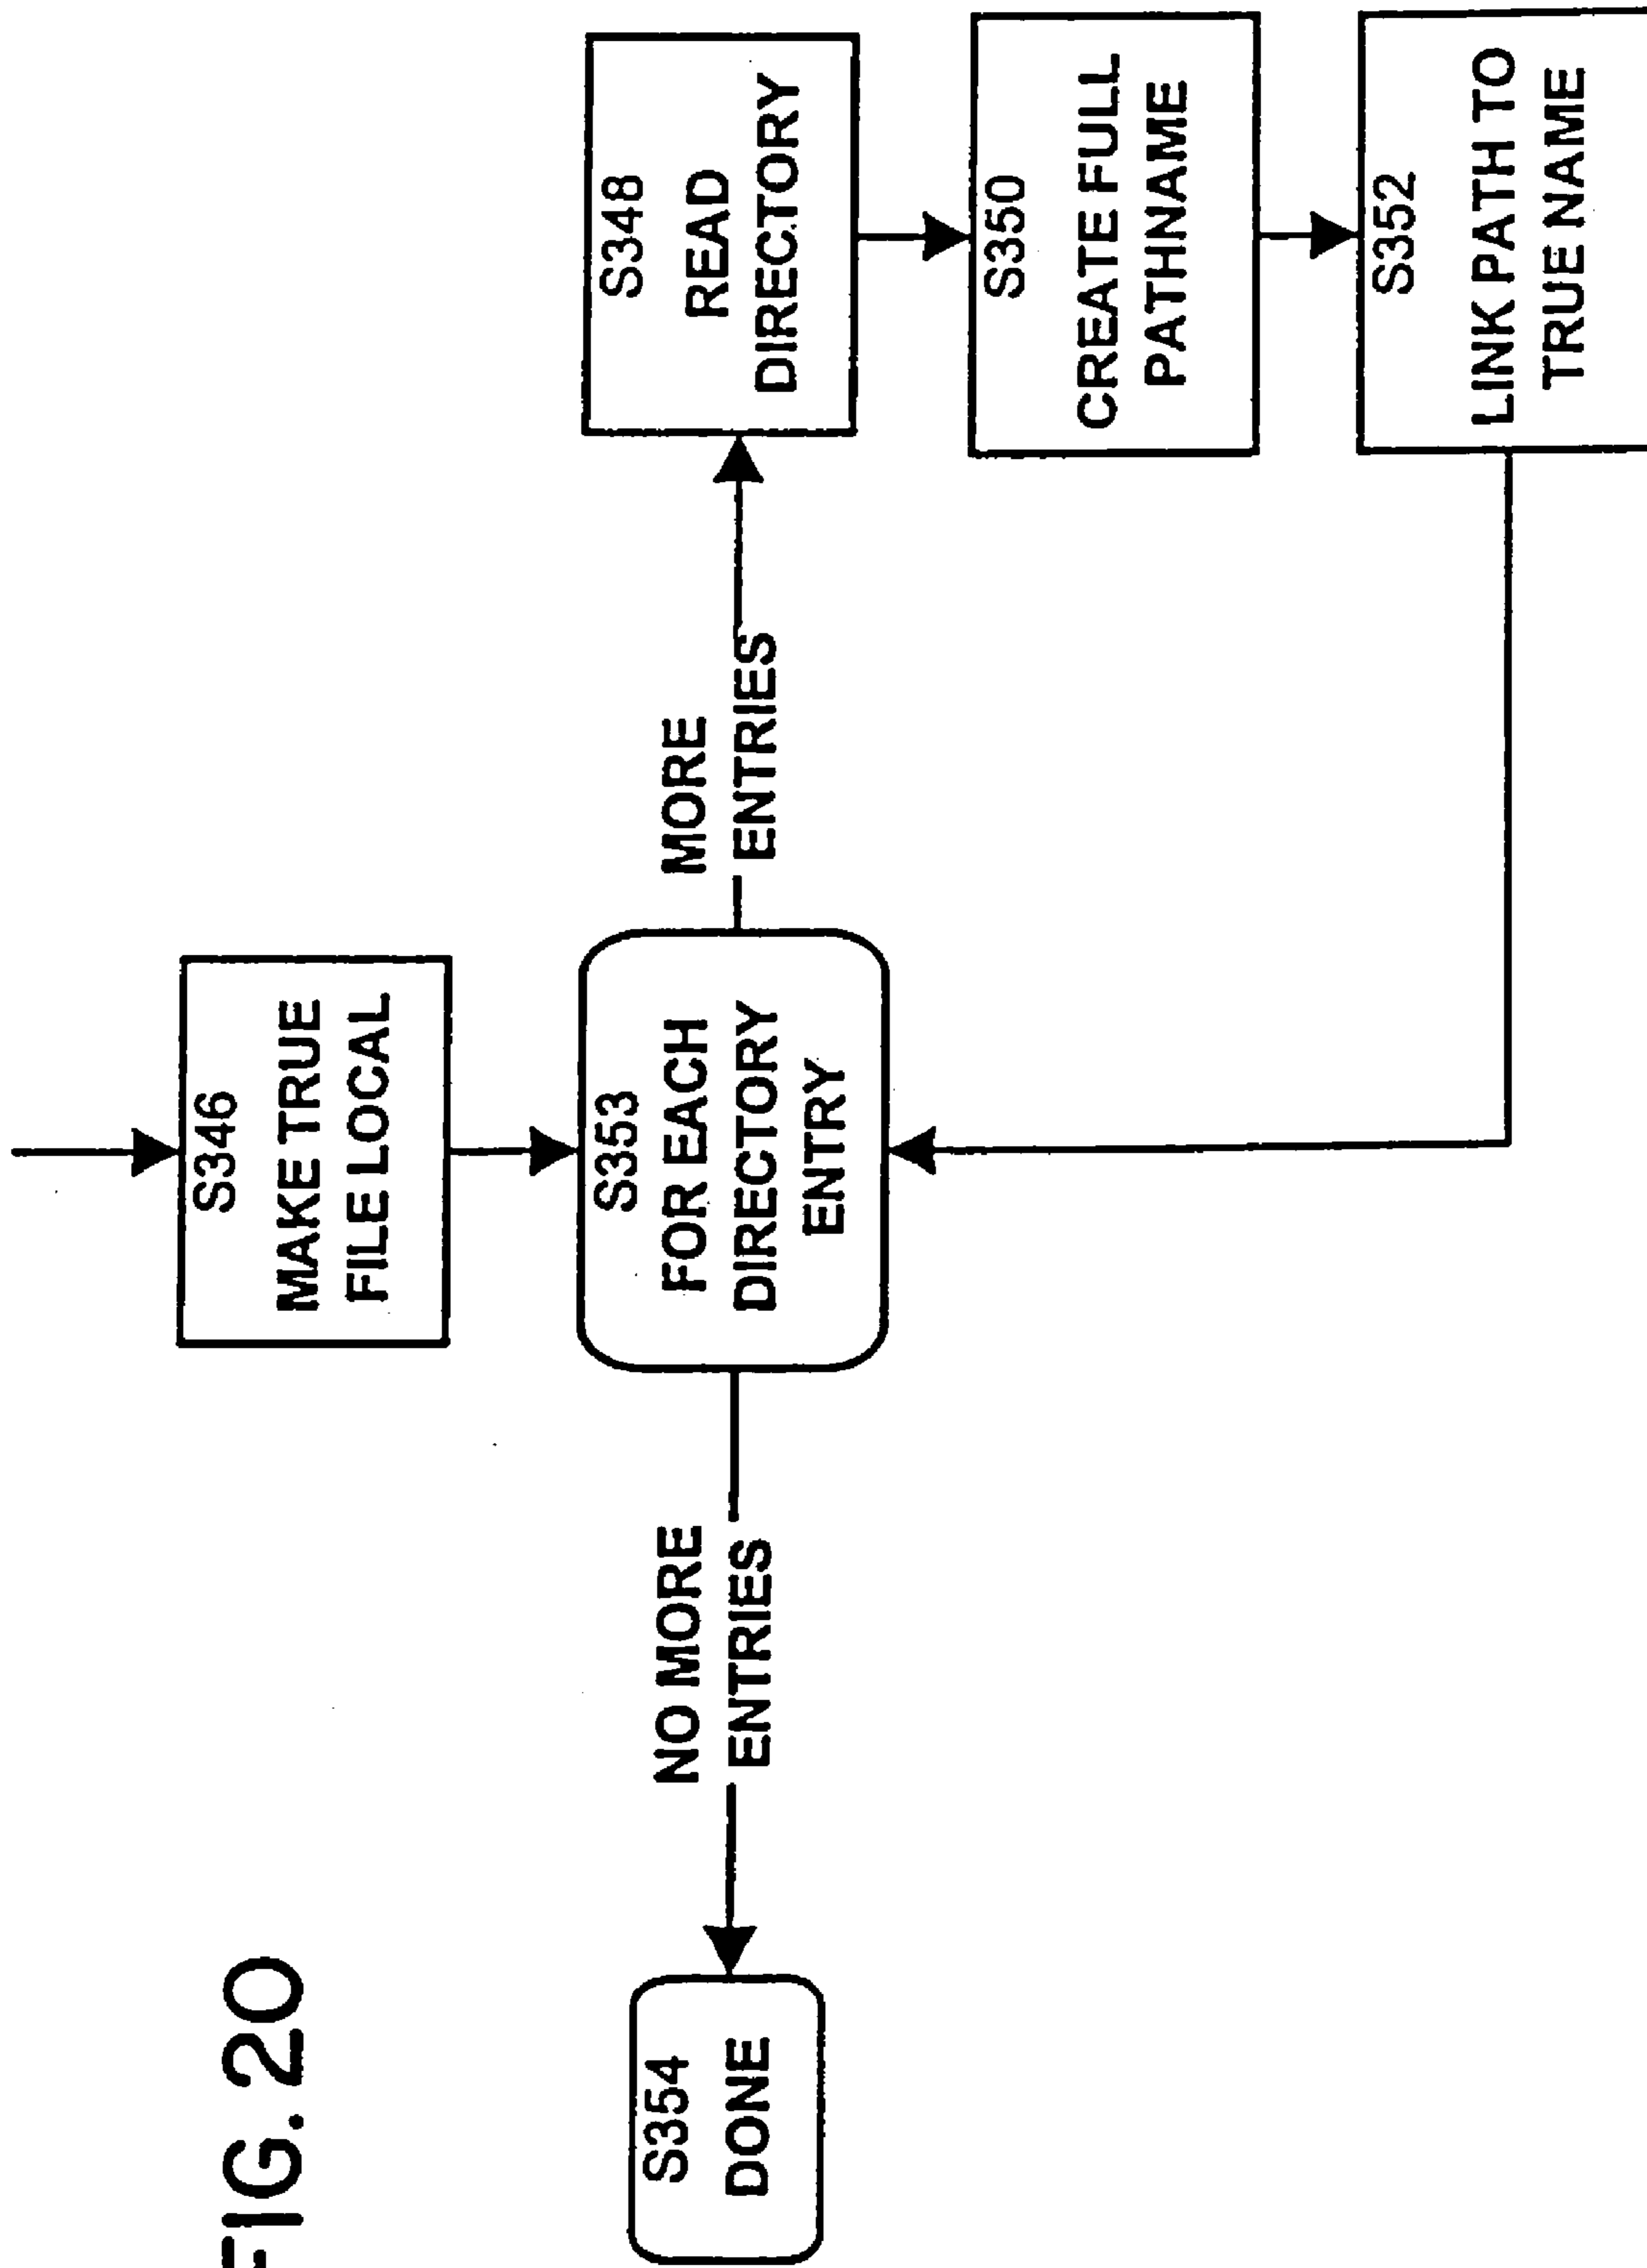 FIG. 20
S346
MAKE TRUE
FILE LOCAL
S353
FOR EACH
DIRECTORY
ENTRY
NO MORE
ENTRIES
S354
DONE
MORE
ENTRIES
S348
READ
DIRECTORY
S350
CREATE FULL
PATHNAME
S352
LINK PATH TO
TRUE NAME